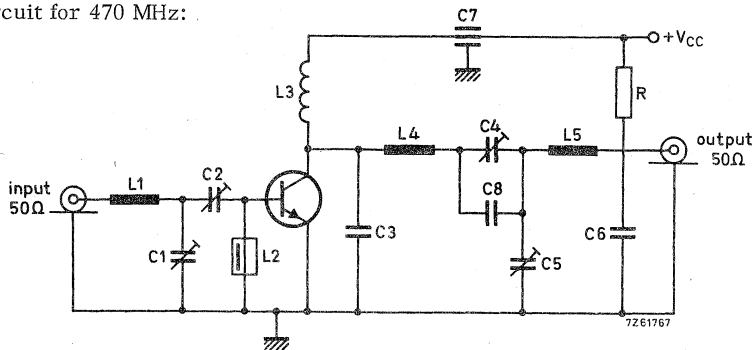 rcuit for 470 MHz:
C7
+VCC
L3
R
L4
C4
L5
output
50Ω
C2
input
50Ω
L1
C8
C1
L2
C3
C6
C5
7Z61767